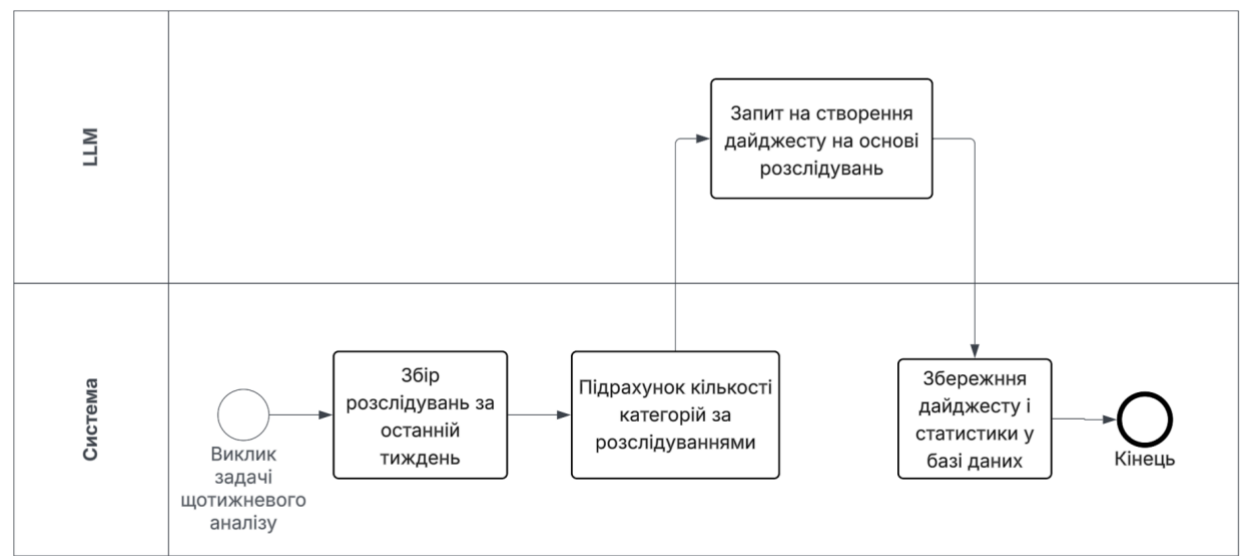 LLM
Запит на створення
дайджесту на основі
розслідувань
Система
Виклик
задачі
щотижневого
аналізу
Збір
розслідувань за
останній
тиждень
Підрахунок кількості
категорій за
розслідуваннями
Збережння
дайджесту і
статистики у
базі даних
Кінець